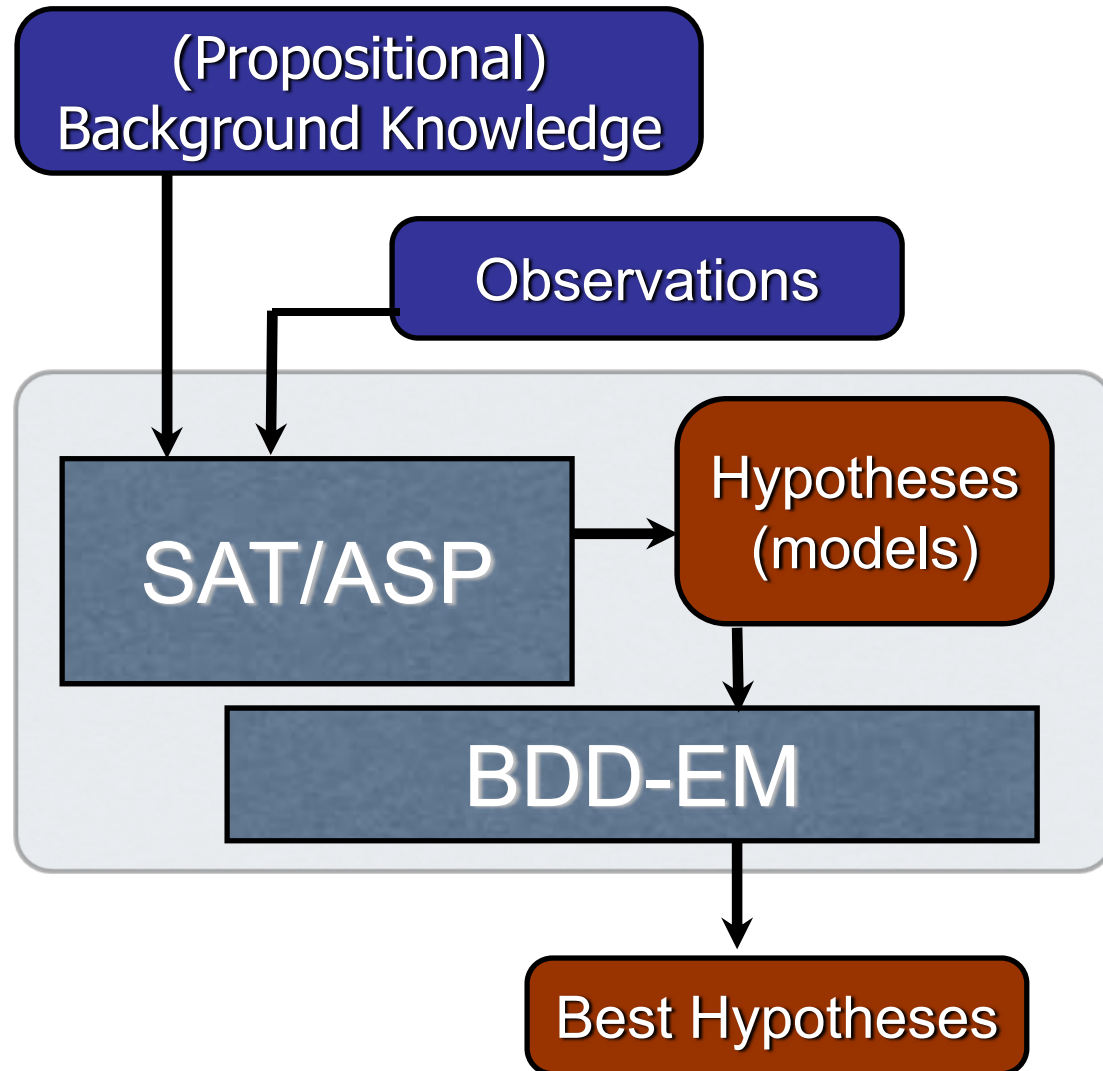 (Propositional)
Background Knowledge
Observations
SAT/ASP
Hypotheses
(models)
BDD-EM
Best Hypotheses